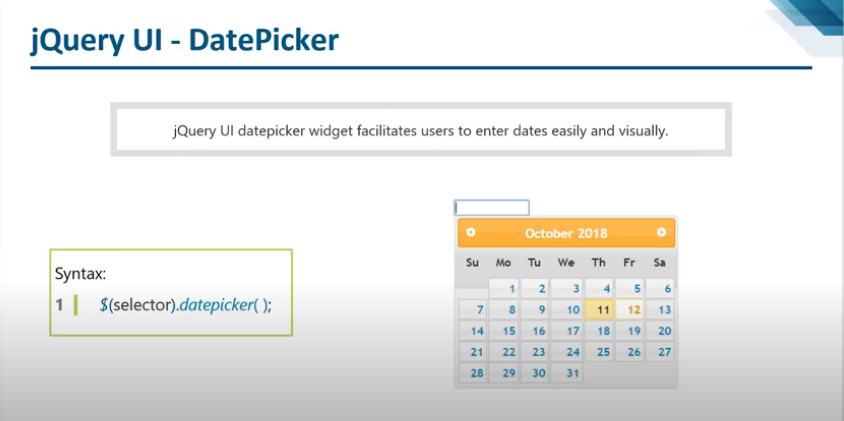 jQuery UI - DatePicker
jQuery UI datepicker widget facilitates users to enter dates easily and visually.
Syntax:
1 $(selector).datepicker( );
October 2018
Su Mo Tu We Th Fr Sa
1 2 3 4 5 6
7 8 9 10 11 12 13
14 15 16 17 18 19 20
21 22 23 24 25 26 27
28 29 30 31